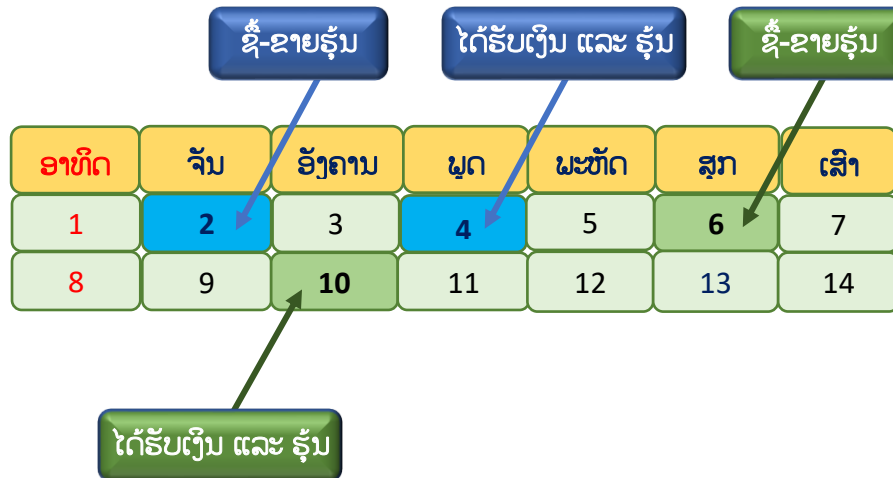 ຊື້-ຂາຍຮຸ້ນ ໄດ້ຮັບເງິນ ແລະ ຮຸ້ນ ຊື້-ຂາຍຮຸ້ນ
ອາທິດ ຈັນ ອັງຄານ ພຸດ ພະຫັດ ສຸກ ເສົາ
1 2 3 4 5 6 7
8 9 10 11 12 13 14
ໄດ້ຮັບເງິນ ແລະ ຮຸ້ນ